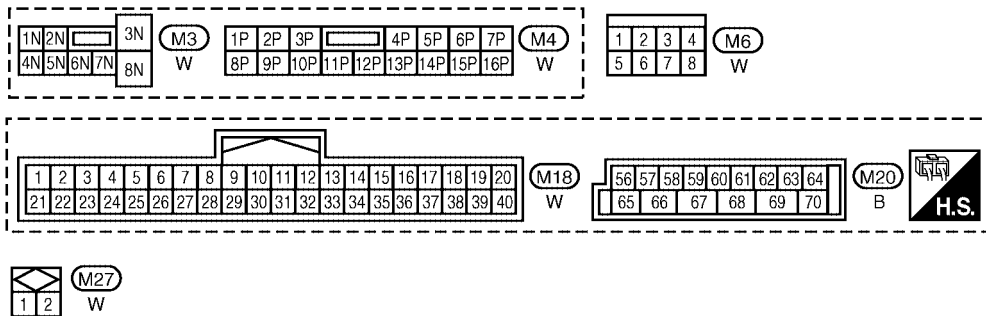 1N 2N 3N M3
4N 5N 6N 7N 8N W
1P 2P 3P 4P 5P 6P 7P M4
8P 9P 10P 11P 12P 13P 14P 15P 16P W
1 2 3 4 M6
5 6 7 8 W
1 2 3 4 5 6 7 8 9 10 11 12 13 14 15 16 17 18 19 20 M18
21 22 23 24 25 26 27 28 29 30 31 32 33 34 35 36 37 38 39 40 W
56 57 58 59 60 61 62 63 64 M20
65 66 67 68 69 70 B
H.S.
M27
1 2 W